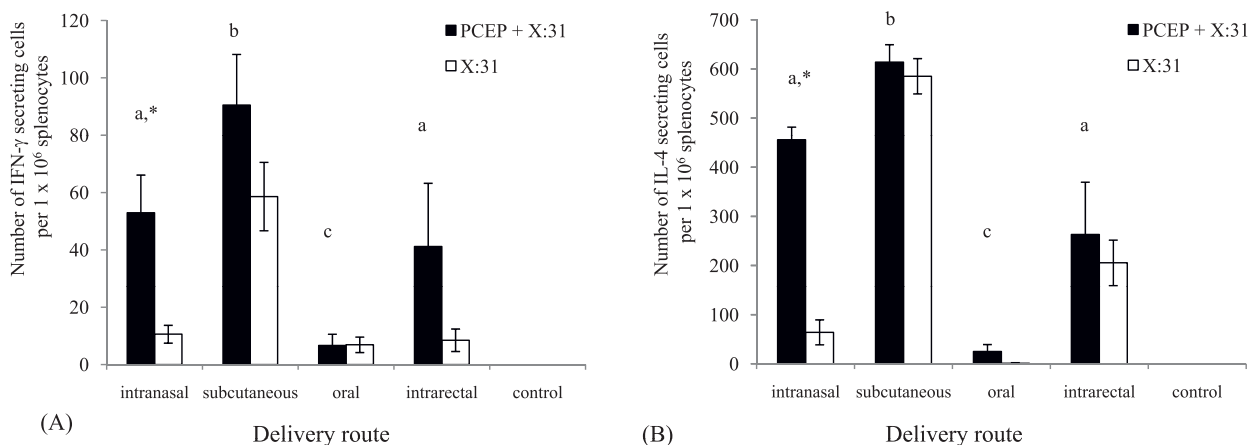 Number of IFN-γ secreting cells
per 1 x 10⁶ splenocytes
140
120
100
80
60
40
20
0
a,*
b
c
a
PCEP + X:31
X:31
intranasal subcutaneous oral intrarectal control
(A)
Delivery route
Number of IL-4 secreting cells
per 1 x 10⁶ splenocytes
700
600
500
400
300
200
100
0
a,*
b
c
a
PCEP + X:31
X:31
intranasal subcutaneous oral intrarectal control
(B)
Delivery route